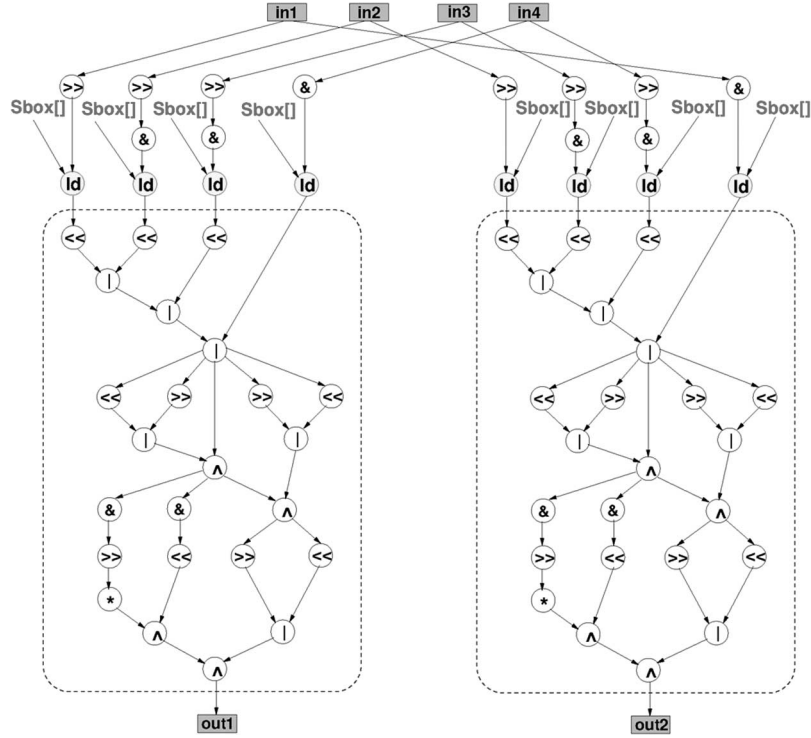 in1 in2 in3 in4
>> >> >> & >> >> >> &
Sbox[] Sbox[] Sbox[] Sbox[] Sbox[] Sbox[] Sbox[] Sbox[]
& & & &
ld ld ld ld ld ld ld ld
<< << << << << <<
| |
| |
| |
<< >> >> << << >> >> <<
| | | |
^ ^
& & ^ & & ^
>> << >> << >> << >> <<
* *
^ | ^ |
^ ^
out1 out2